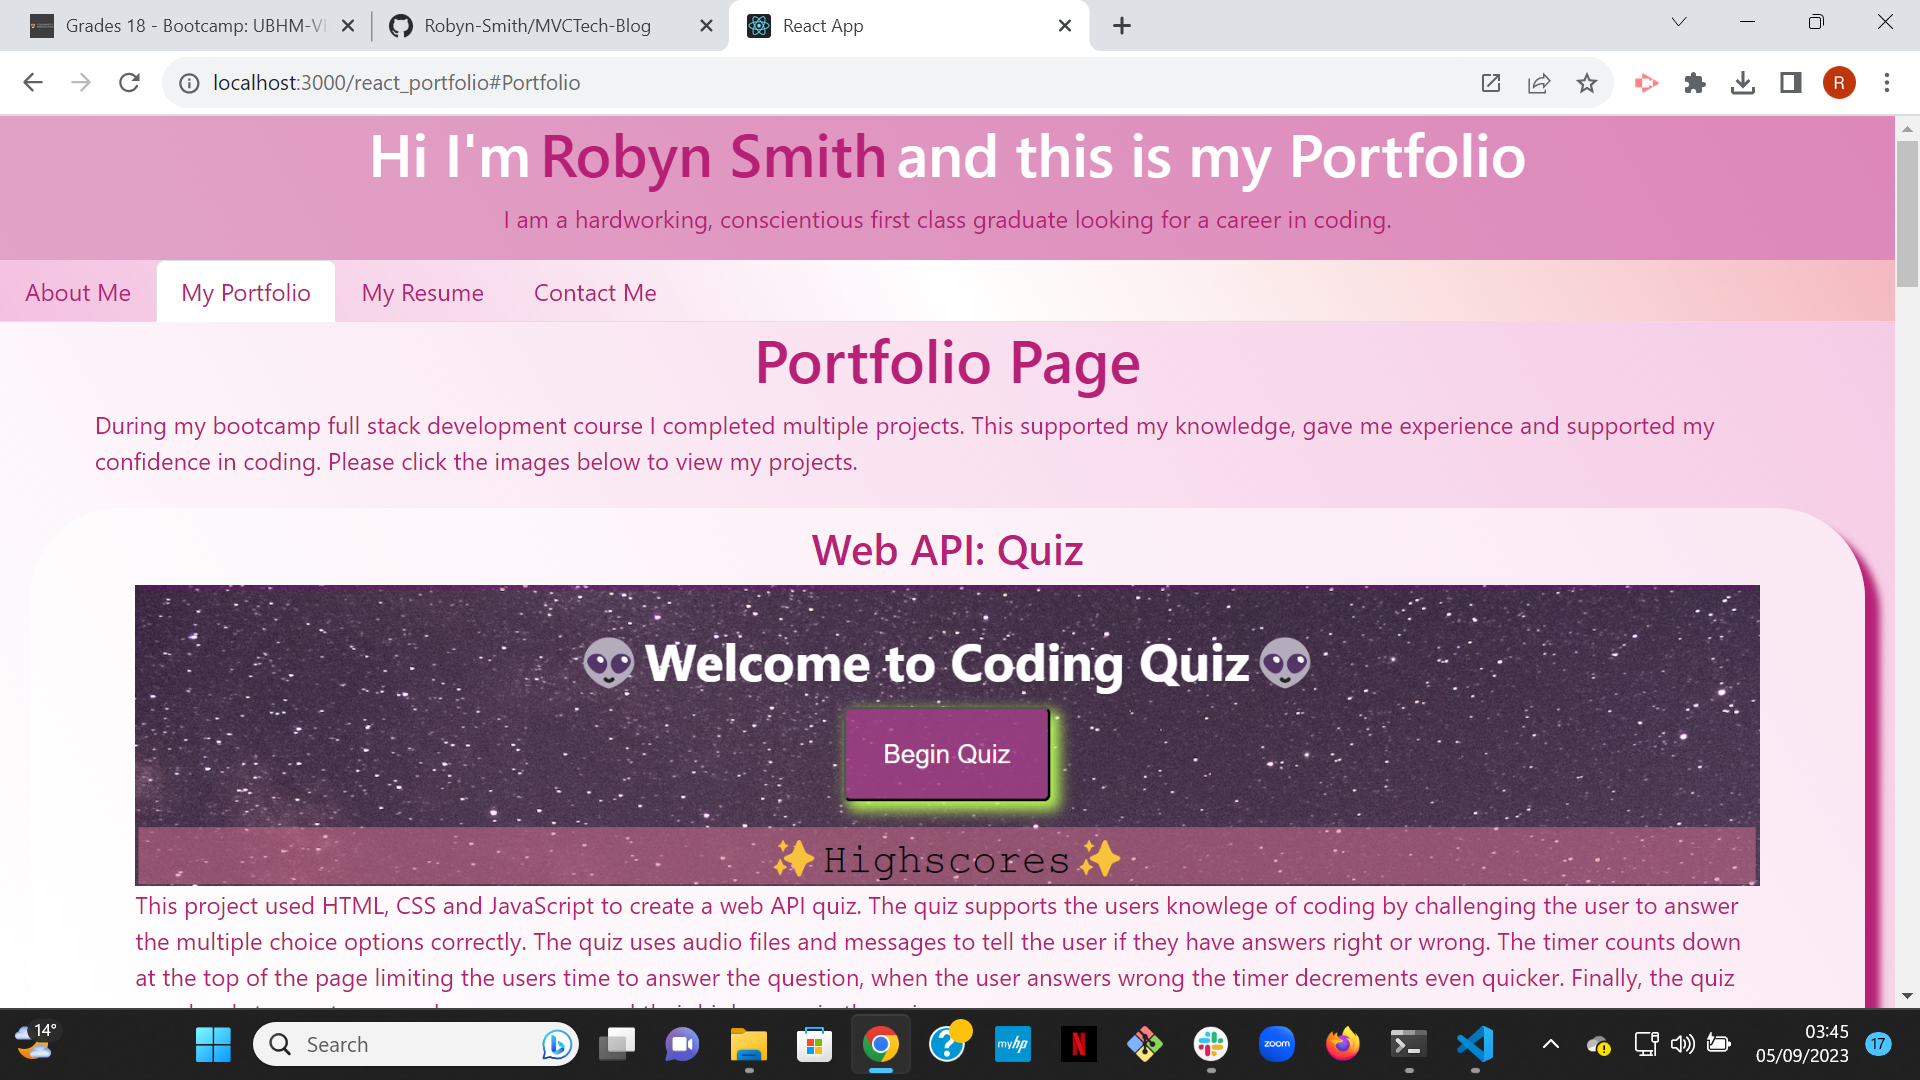 Grades 18 - Bootcamp: UBHM-VI
Robyn-Smith/MVCTech-Blog
React App
localhost:3000/react_portfolio#Portfolio
R
Hi I'm Robyn Smith and this is my Portfolio
I am a hardworking, conscientious first class graduate looking for a career in coding.
About Me
My Portfolio
My Resume
Contact Me
Portfolio Page
During my bootcamp full stack development course I completed multiple projects. This supported my knowledge, gave me experience and supported my
confidence in coding. Please click the images below to view my projects.
Web API: Quiz
Welcome to Coding Quiz
Begin Quiz
Highscores
This project used HTML, CSS and JavaScript to create a web API quiz. The quiz supports the users knowlege of coding by challenging the user to answer
the multiple choice options correctly. The quiz uses audio files and messages to tell the user if they have answers right or wrong. The timer counts down
at the top of the page limiting the users time to answer the question, when the user answers wrong the timer decrements even quicker. Finally, the quiz
14°
Search
myhp
N
zoom
03:45
05/09/2023
17